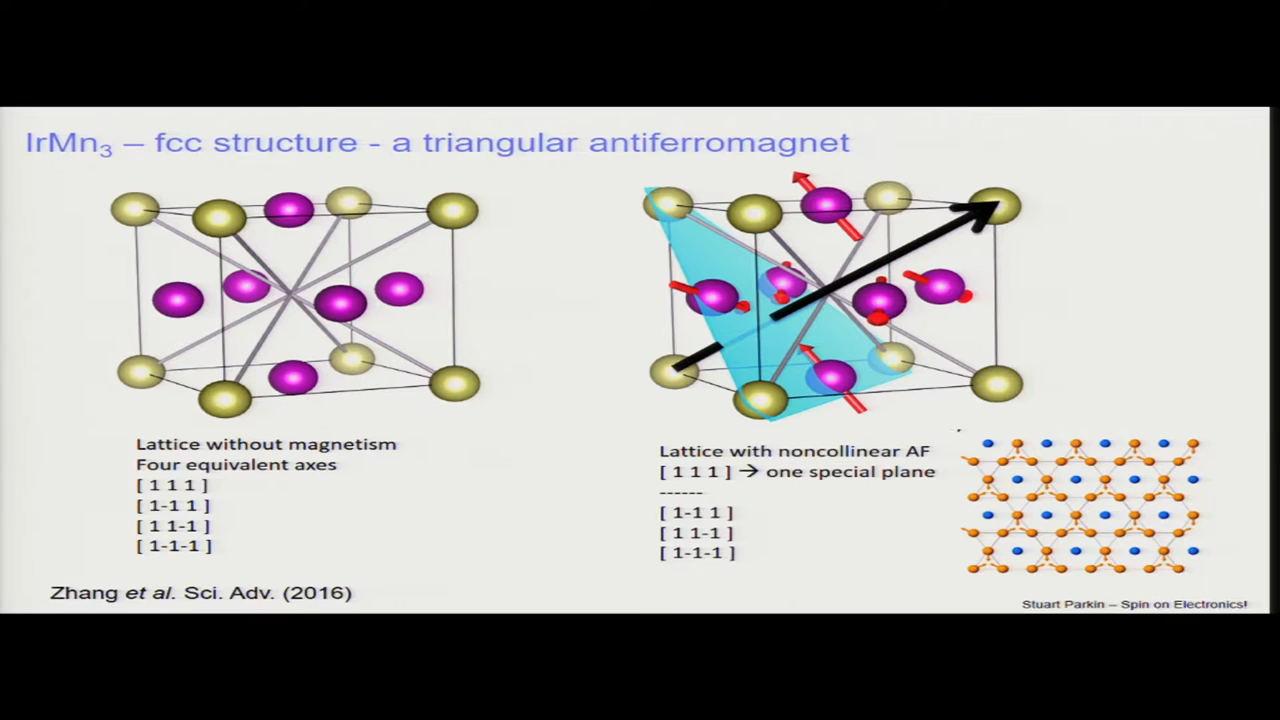 IrMn₃ – fcc structure - a triangular antiferromagnet
Lattice without magnetism
Four equivalent axes
[ 1 1 1 ]
[ 1-1 1 ]
[ 1 1-1 ]
[ 1-1-1 ]
Lattice with noncollinear AF
[ 1 1 1 ] → one special plane
------
[ 1-1 1 ]
[ 1 1-1 ]
[ 1-1-1 ]
Zhang et al. Sci. Adv. (2016)
Stuart Parkin – Spin on Electronics!